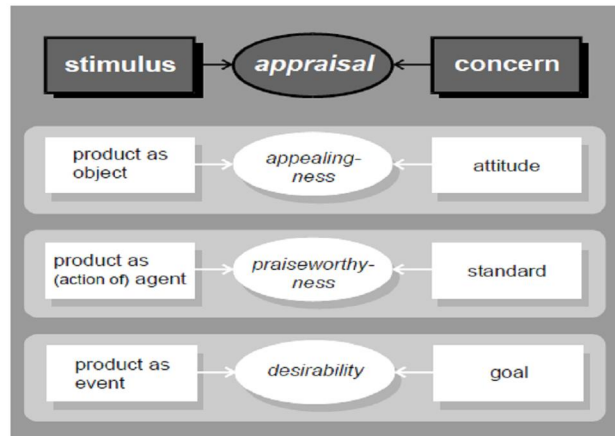 stimulus
appraisal
concern
product as
object
appealing-
ness
attitude
product as
(action of) agent
praiseworthy-
ness
standard
product as
event
desirability
goal